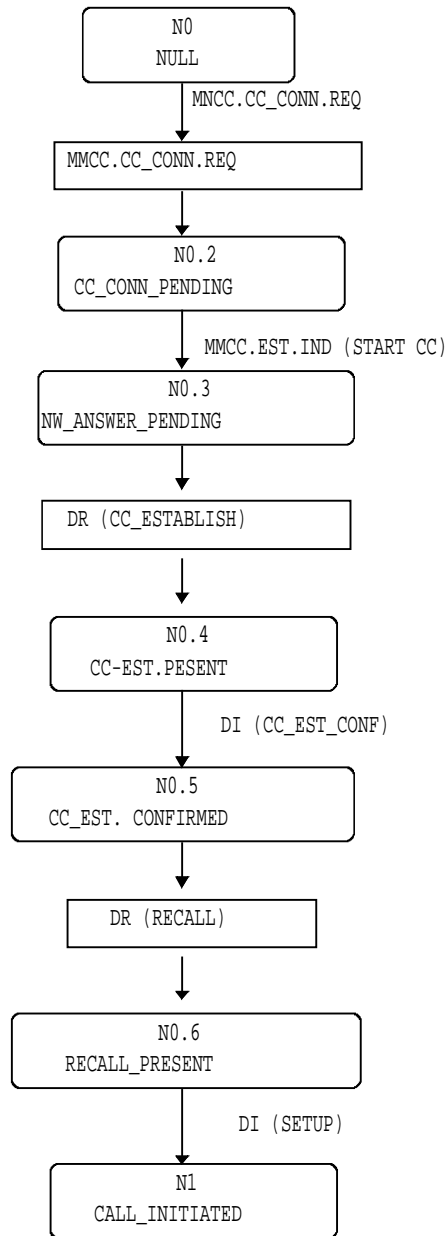 N0
NULL
MNCC.CC_CONN.REQ
MMCC.CC_CONN.REQ
N0.2
CC_CONN_PENDING
MMCC.EST.IND (START CC)
N0.3
NW_ANSWER_PENDING
DR (CC_ESTABLISH)
N0.4
CC-EST.PESENT
DI (CC_EST_CONF)
N0.5
CC_EST. CONFIRMED
DR (RECALL)
N0.6
RECALL_PRESENT
DI (SETUP)
N1
CALL_INITIATED